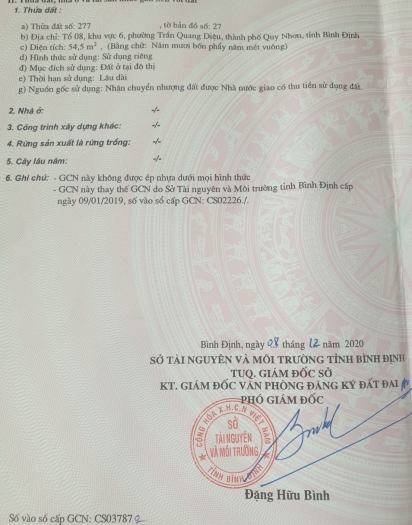 1. Thửa đất :
a) Thửa đất số: 277 , tờ bản đồ số: 27
b) Địa chỉ: Tổ 08, khu vực 6, phường Trần Quang Diệu, thành phố Quy Nhơn, tỉnh Bình Định
c) Diện tích: 54,5 m² , (Bằng chữ: Năm mươi bốn phẩy năm mét vuông)
d) Hình thức sử dụng: Sử dụng riêng
đ) Mục đích sử dụng: Đất ở tại đô thị
e) Thời hạn sử dụng: Lâu dài
g) Nguồn gốc sử dụng: Nhận chuyển nhượng đất được Nhà nước giao có thu tiền sử dụng đất.
2. Nhà ở: -/-
3. Công trình xây dựng khác: -/-
4. Rừng sản xuất là rừng trồng: -/-
5. Cây lâu năm: -/-
6. Ghi chú: - GCN này không được ép nhựa dưới mọi hình thức
- GCN này thay thế GCN do Sở Tài nguyên và Môi trường tỉnh Bình Định cấp
ngày 09/01/2019, số vào sổ cấp GCN: CS02226./.
Bình Định, ngày 08 tháng 12 năm 2020
SỞ TÀI NGUYÊN VÀ MÔI TRƯỜNG TỈNH BÌNH ĐỊNH
TUQ. GIÁM ĐỐC SỞ
KT. GIÁM ĐỐC VĂN PHÒNG ĐĂNG KÝ ĐẤT ĐAI
PHÓ GIÁM ĐỐC
CỘNG HÒA X.H.C.N VIỆT NAM
SỞ
TÀI NGUYÊN
VÀ MÔI TRƯỜNG
TỈNH BÌNH ĐỊNH
Đặng Hữu Bình
Số vào sổ cấp GCN: CS03787